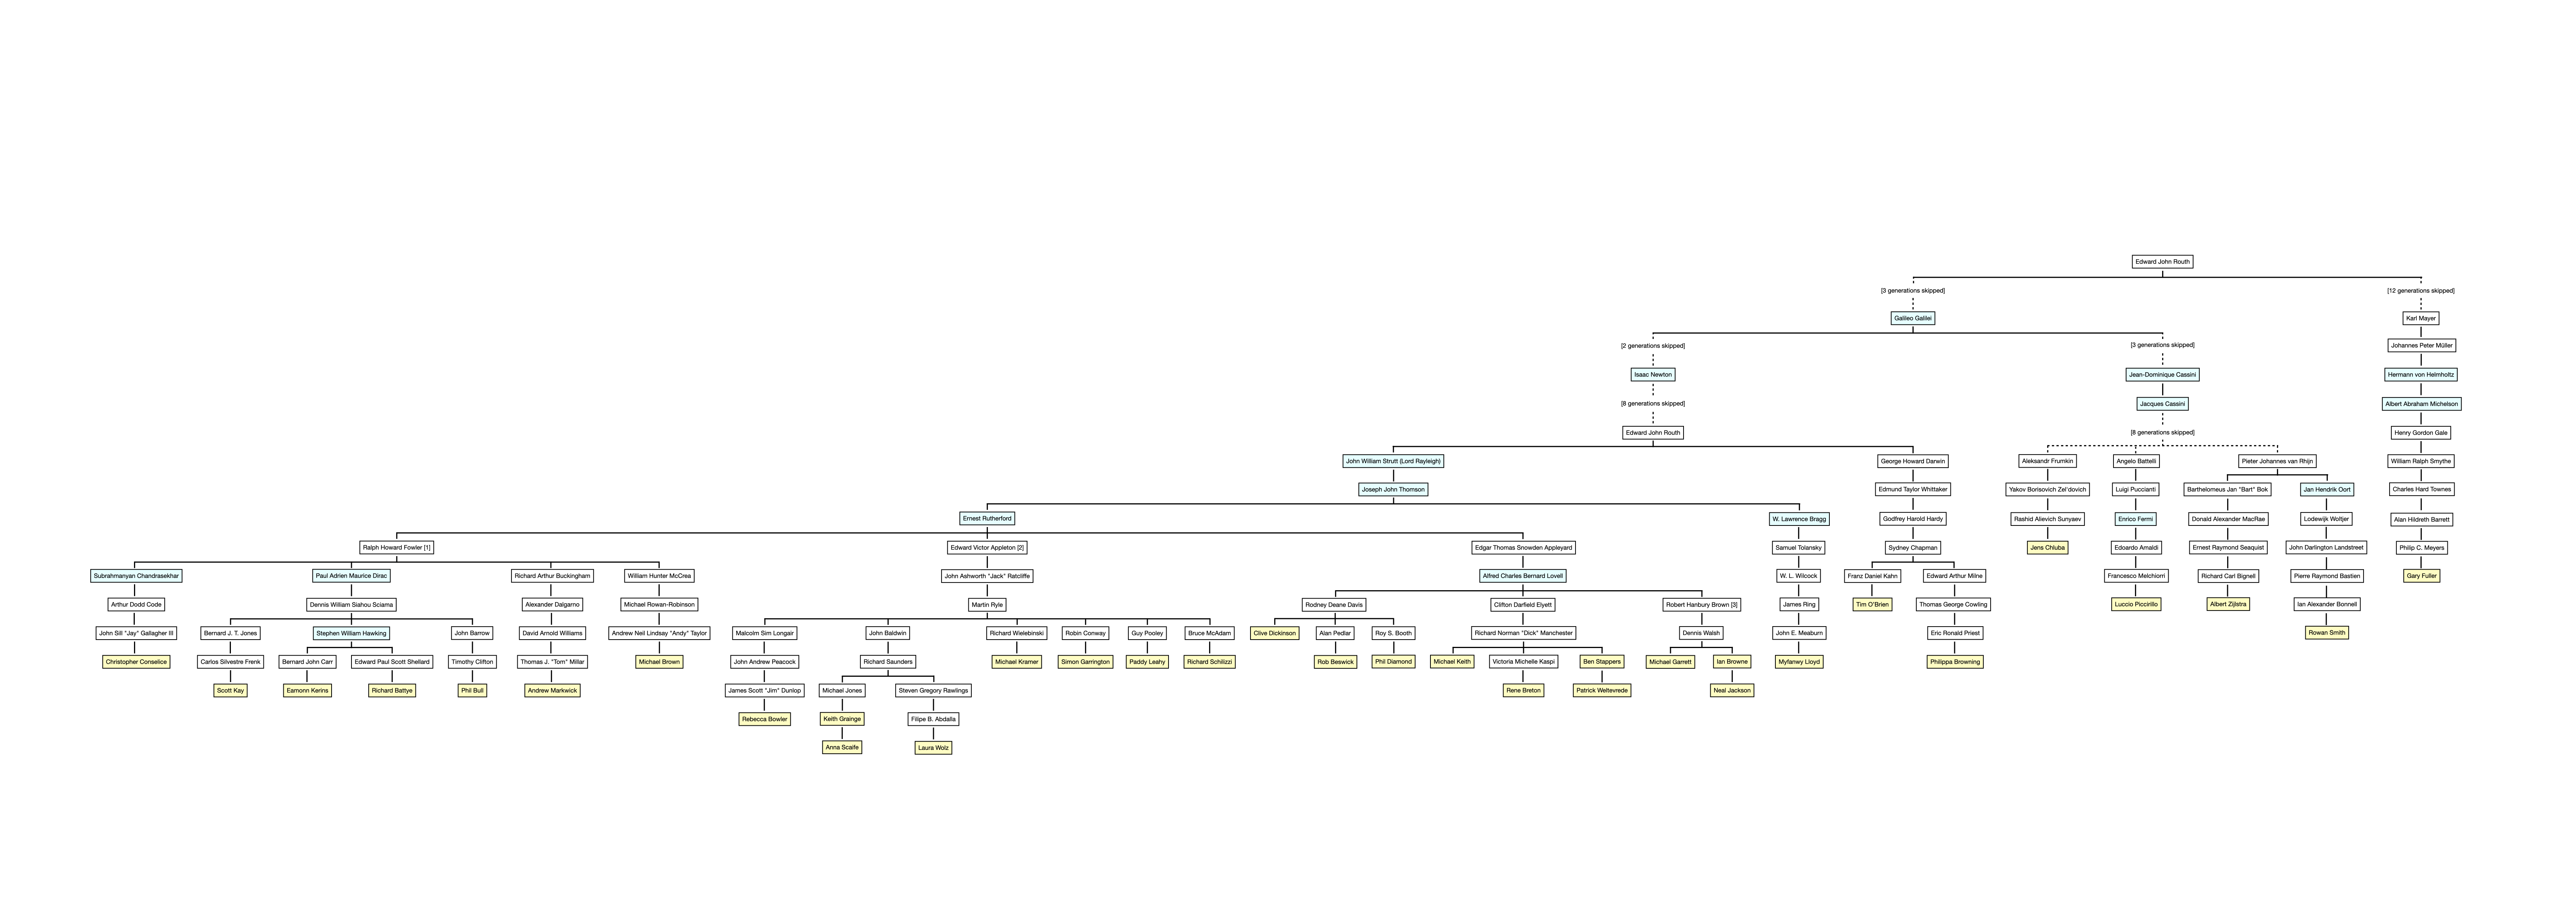 Edward John Routh
[3 generations skipped]
[12 generations skipped]
Galileo Galilei
Karl Mayer
[2 generations skipped]
[3 generations skipped]
Johannes Peter Müller
Isaac Newton
Jean-Dominique Cassini
Hermann von Helmholtz
[8 generations skipped]
Jacques Cassini
Albert Abraham Michelson
Edward John Routh
[8 generations skipped]
Henry Gordon Gale
John William Strutt (Lord Rayleigh)
George Howard Darwin
Aleksandr Frumkin
Angelo Battelli
Pieter Johannes van Rhijn
William Ralph Smythe
Joseph John Thomson
Edmund Taylor Whittaker
Yakov Borisovich Zel'dovich
Luigi Puccianti
Barthelomeus Jan "Bart" Bok
Jan Hendrik Oort
Charles Hard Townes
Ernest Rutherford
W. Lawrence Bragg
Godfrey Harold Hardy
Rashid Alievich Sunyaev
Enrico Fermi
Donald Alexander MacRae
Lodewijk Woltjer
Alan Hildreth Barrett
Ralph Howard Fowler [1]
Edward Victor Appleton [2]
Edgar Thomas Snowden Appleyard
Samuel Tolansky
Sydney Chapman
Jens Chluba
Edoardo Amaldi
Ernest Raymond Seaquist
John Darlington Landstreet
Philip C. Meyers
Subrahmanyan Chandrasekhar
Paul Adrien Maurice Dirac
Richard Arthur Buckingham
William Hunter McCrea
John Ashworth "Jack" Ratcliffe
Alfred Charles Bernard Lovell
W. L. Wilcock
Franz Daniel Kahn
Edward Arthur Milne
Francesco Melchiorri
Richard Carl Bignell
Pierre Raymond Bastien
Gary Fuller
Arthur Dodd Code
Dennis William Siahou Sciama
Alexander Dalgarno
Michael Rowan-Robinson
Martin Ryle
Rodney Deane Davis
Clifton Darfield Elyett
Robert Hanbury Brown [3]
James Ring
Tim O'Brien
Thomas George Cowling
Luccio Piccirillo
Albert Zijlstra
Ian Alexander Bonnell
John Sill "Jay" Gallagher III
Bernard J. T. Jones
Stephen William Hawking
John Barrow
David Arnold Williams
Andrew Neil Lindsay "Andy" Taylor
Malcolm Sim Longair
John Baldwin
Richard Wielebinski
Robin Conway
Guy Pooley
Bruce McAdam
Clive Dickinson
Alan Pedlar
Roy S. Booth
Richard Norman "Dick" Manchester
Dennis Walsh
John E. Meaburn
Eric Ronald Priest
Rowan Smith
Christopher Conselice
Carlos Silvestre Frenk
Bernard John Carr
Edward Paul Scott Shellard
Timothy Clifton
Thomas J. "Tom" Millar
Michael Brown
John Andrew Peacock
Richard Saunders
Michael Kramer
Simon Garrington
Paddy Leahy
Richard Schilizzi
Rob Beswick
Phil Diamond
Michael Keith
Victoria Michelle Kaspi
Ben Stappers
Michael Garrett
Ian Browne
Myfanwy Lloyd
Philippa Browning
Scott Kay
Eamonn Kerins
Richard Battye
Phil Bull
Andrew Markwick
James Scott "Jim" Dunlop
Michael Jones
Steven Gregory Rawlings
Rene Breton
Patrick Weltevrede
Neal Jackson
Rebecca Bowler
Keith Grainge
Filipe B. Abdalla
Anna Scaife
Laura Wolz